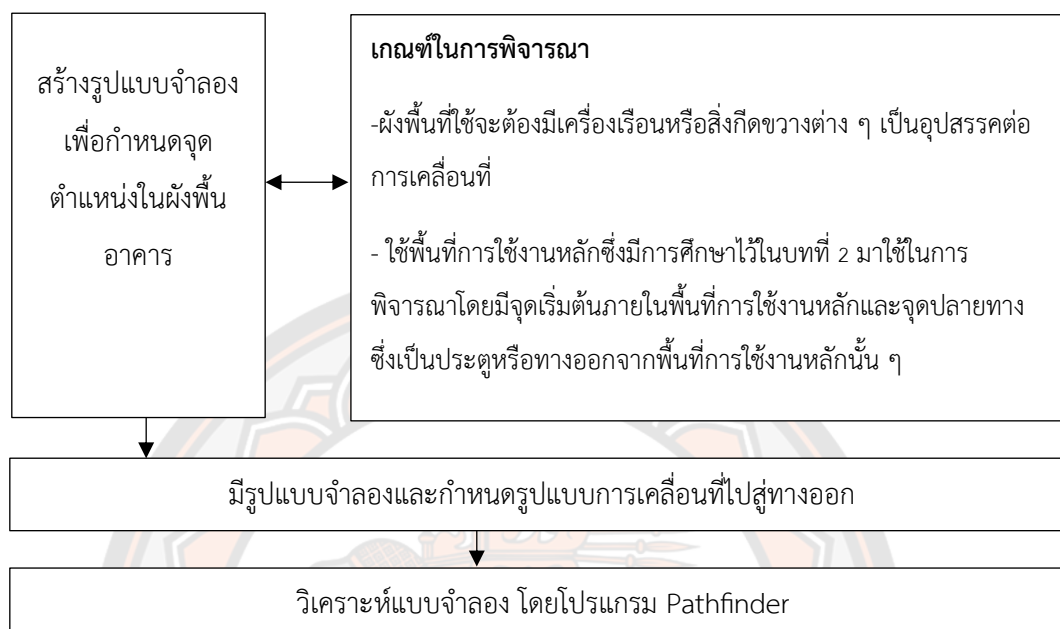 สร้างรูปแบบจำลอง
เพื่อกำหนดจุด
ตำแหน่งในผังพื้น
อาคาร
เกณฑ์ในการพิจารณา
-ผังพื้นที่ใช้จะต้องมีเครื่องเรือนหรือสิ่งกีดขวางต่าง ๆ เป็นอุปสรรคต่อ
การเคลื่อนที่
- ใช้พื้นที่การใช้งานหลักซึ่งมีการศึกษาไว้ในบทที่ 2 มาใช้ในการ
พิจารณาโดยมีจุดเริ่มต้นภายในพื้นที่การใช้งานหลักและจุดปลายทาง
ซึ่งเป็นประตูหรือทางออกจากพื้นที่การใช้งานหลักนั้น ๆ
มีรูปแบบจำลองและกำหนดรูปแบบการเคลื่อนที่ไปสู่ทางออก
วิเคราะห์แบบจำลอง โดยโปรแกรม Pathfinder